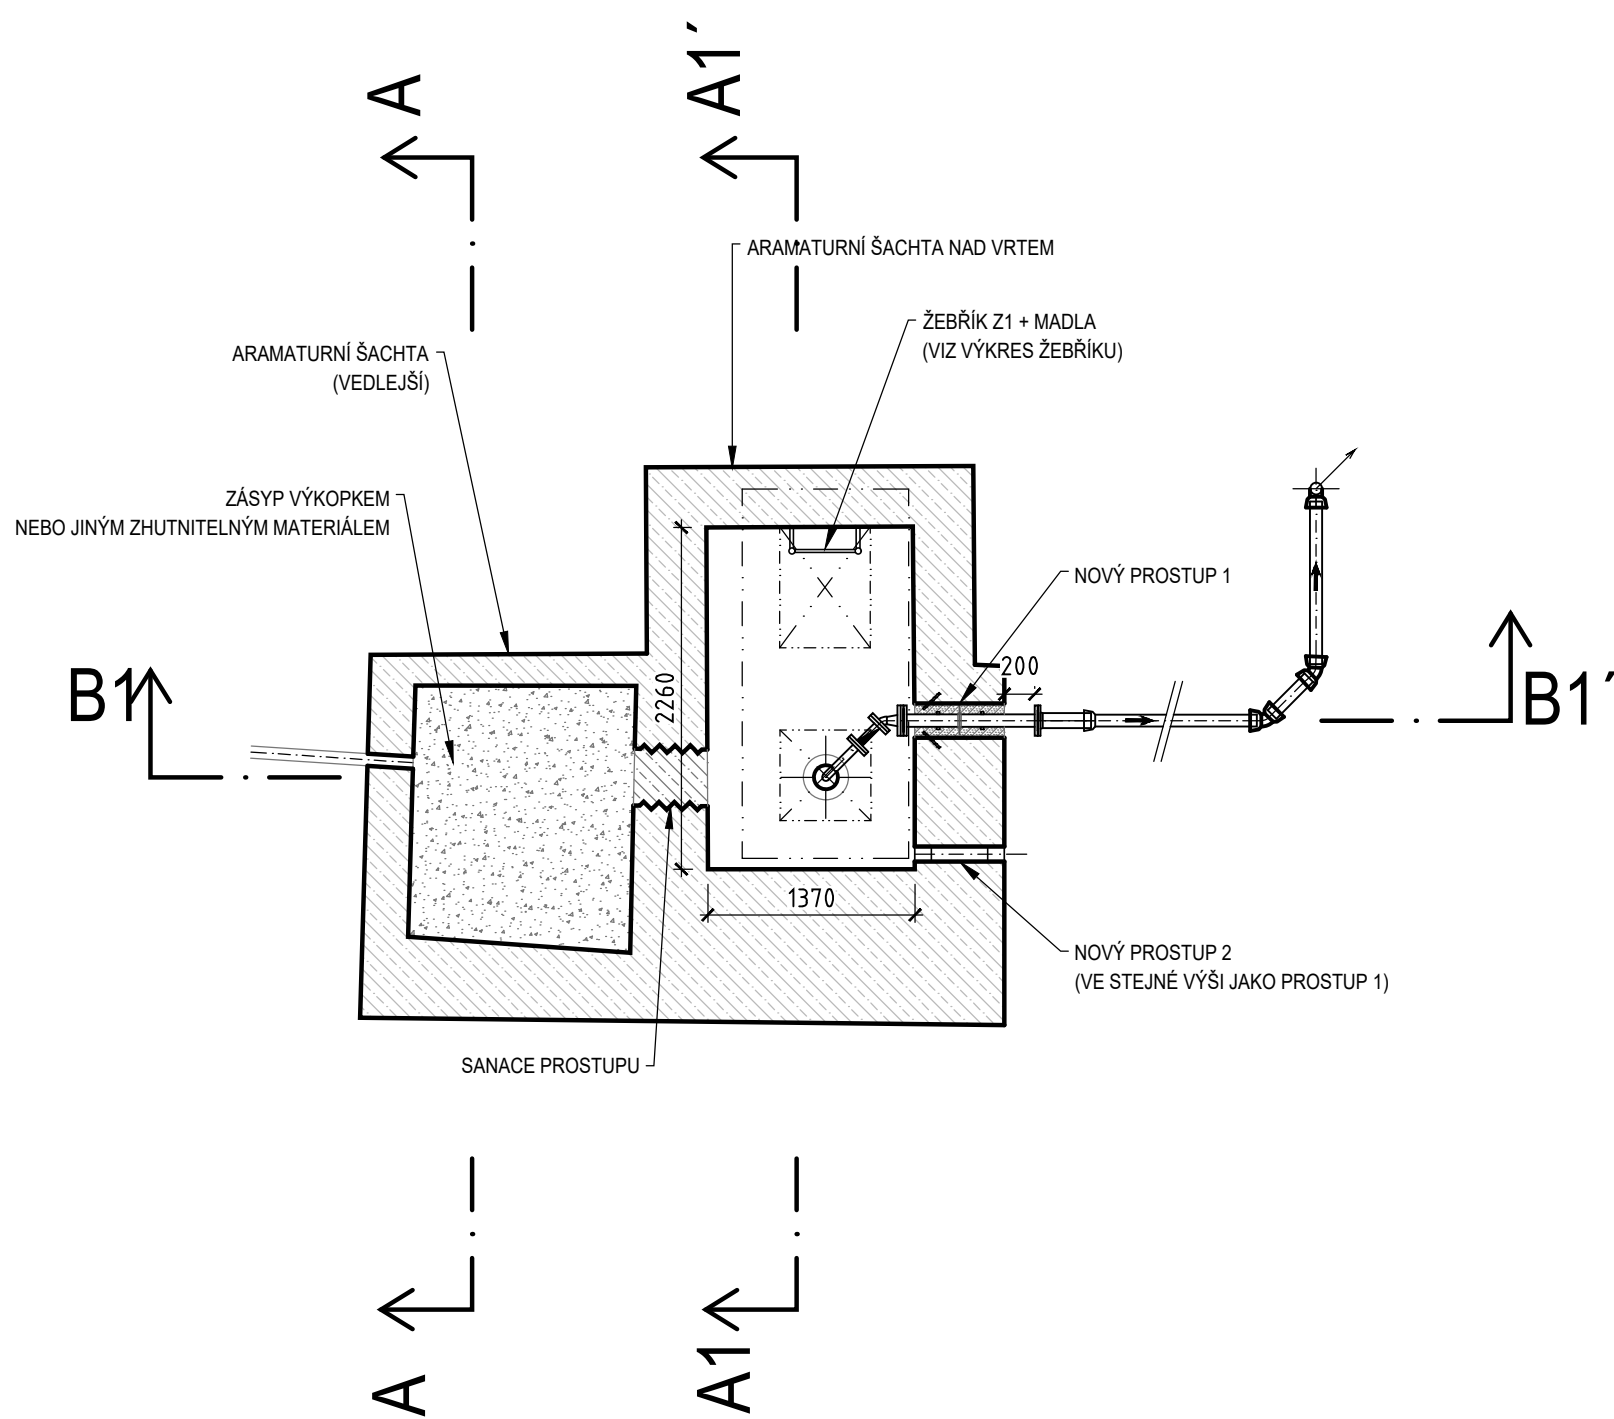 A
A1´
ARAMATURNÍ ŠACHTA NAD VRTEM
ŽEBŘÍK Z1 + MADLA
(VIZ VÝKRES ŽEBŘÍKU)
ARAMATURNÍ ŠACHTA
(VEDLEJŠÍ)
ZÁSYP VÝKOPKEM
NEBO JINÝM ZHUTNITELNÝM MATERIÁLEM
NOVÝ PROSTUP 1
200
B1
2260
B1´
1370
NOVÝ PROSTUP 2
(VE STEJNÉ VÝŠI JAKO PROSTUP 1)
SANACE PROSTUPU
A
A1